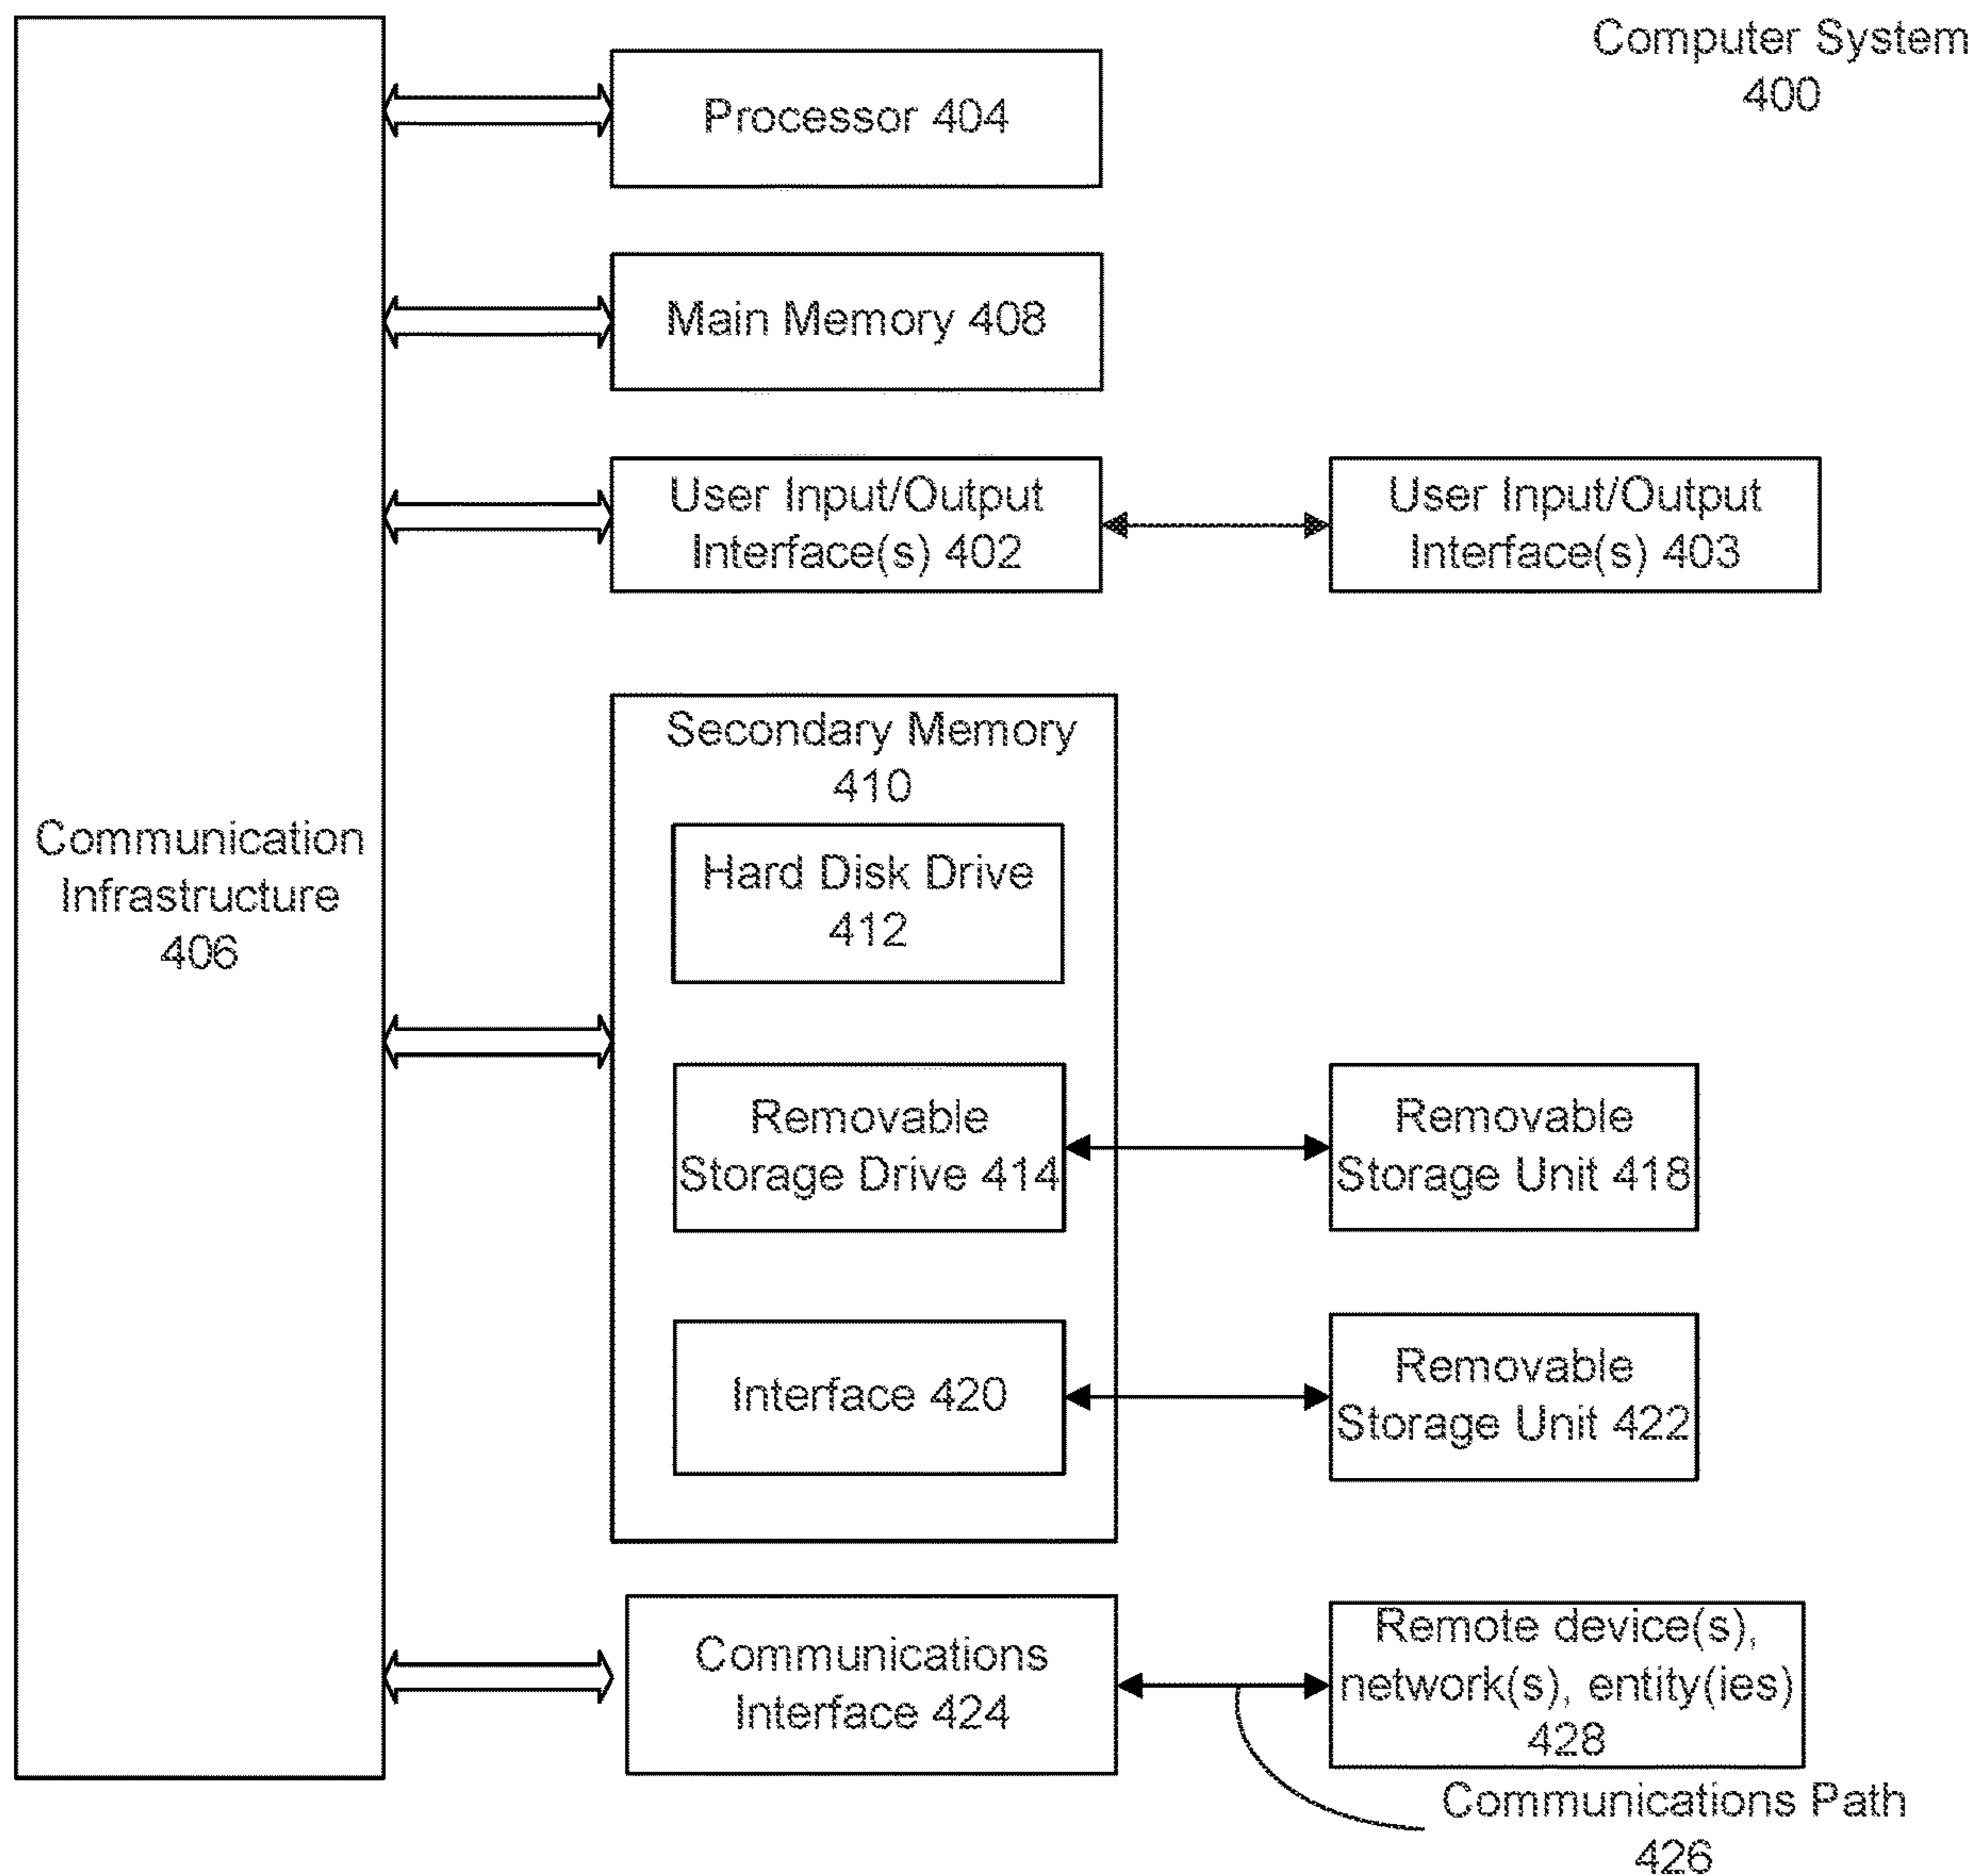 Computer System
400
Processor 404
Main Memory 408
User Input/Output
Interface(s) 402
User Input/Output
Interface(s) 403
Secondary Memory
410
Communication
Infrastructure
406
Hard Disk Drive
412
Removable
Storage Drive 414
Removable
Storage Unit 418
Interface 420
Removable
Storage Unit 422
Communications
Interface 424
Remote device(s),
network(s), entity(ies)
428
Communications Path
426